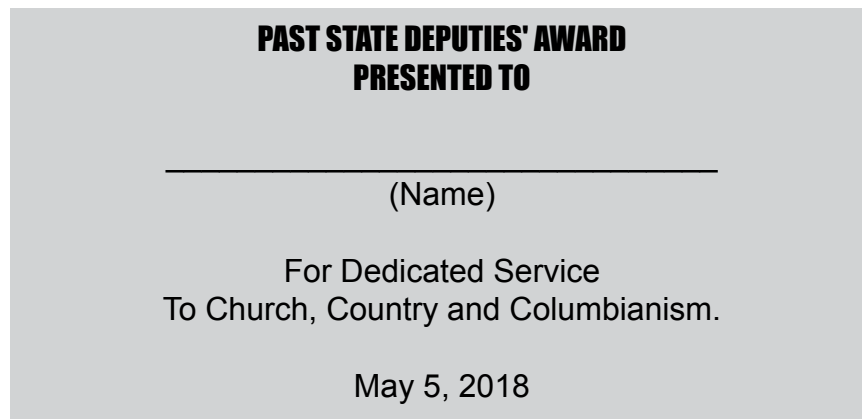 PAST STATE DEPUTIES' AWARD
PRESENTED TO
(Name)
For Dedicated Service
To Church, Country and Columbianism.
May 5, 2018